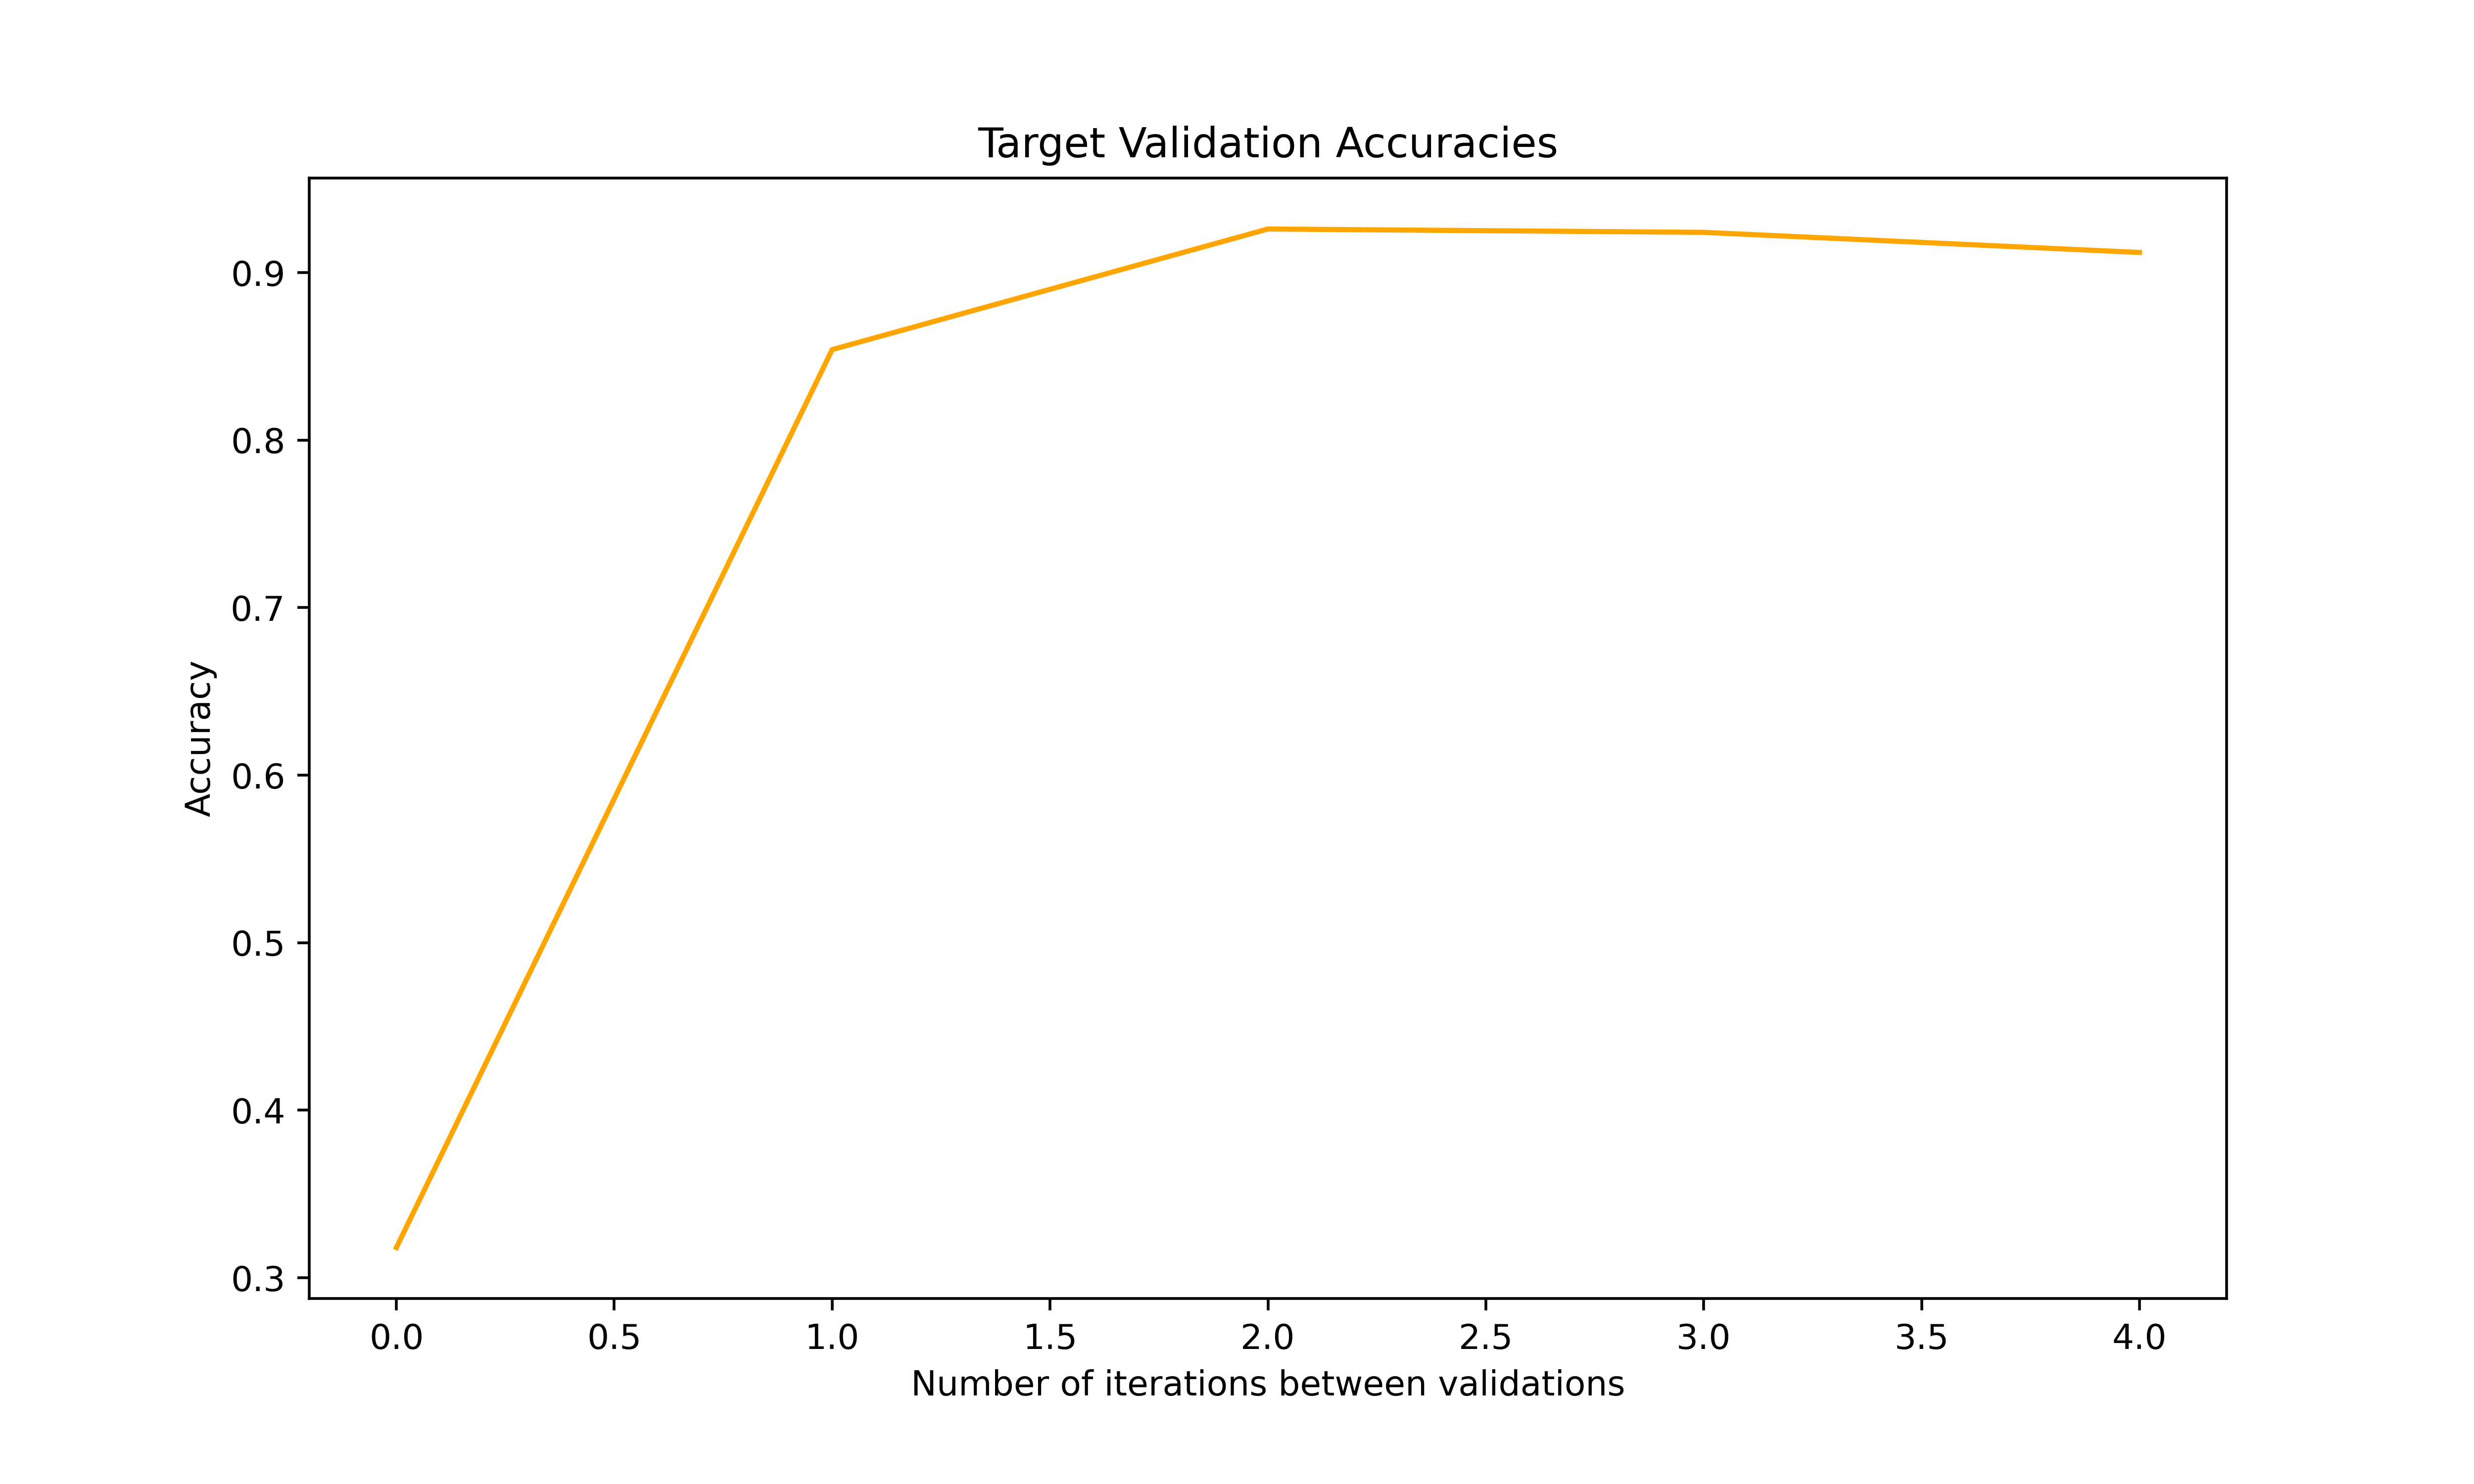 Target Validation Accuracies
Accuracy
0.9
0.8
0.7
0.6
0.5
0.4
0.3
0.0 0.5 1.0 1.5 2.0 2.5 3.0 3.5 4.0
Number of iterations between validations